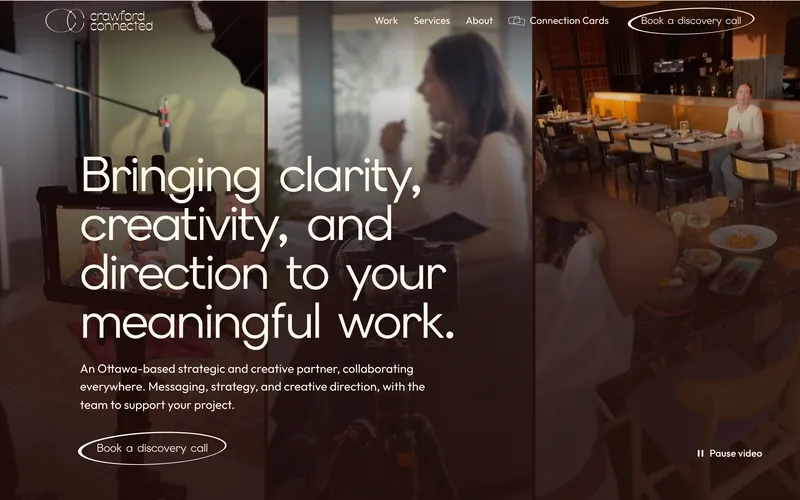 crawford
connected
Work
Services
About
Connection Cards
Book a discovery call
Bringing clarity,
creativity, and
direction to your
meaningful work.
An Ottawa-based strategic and creative partner, collaborating
everywhere. Messaging, strategy, and creative direction, with the
team to support your project.
Book a discovery call
Pause video